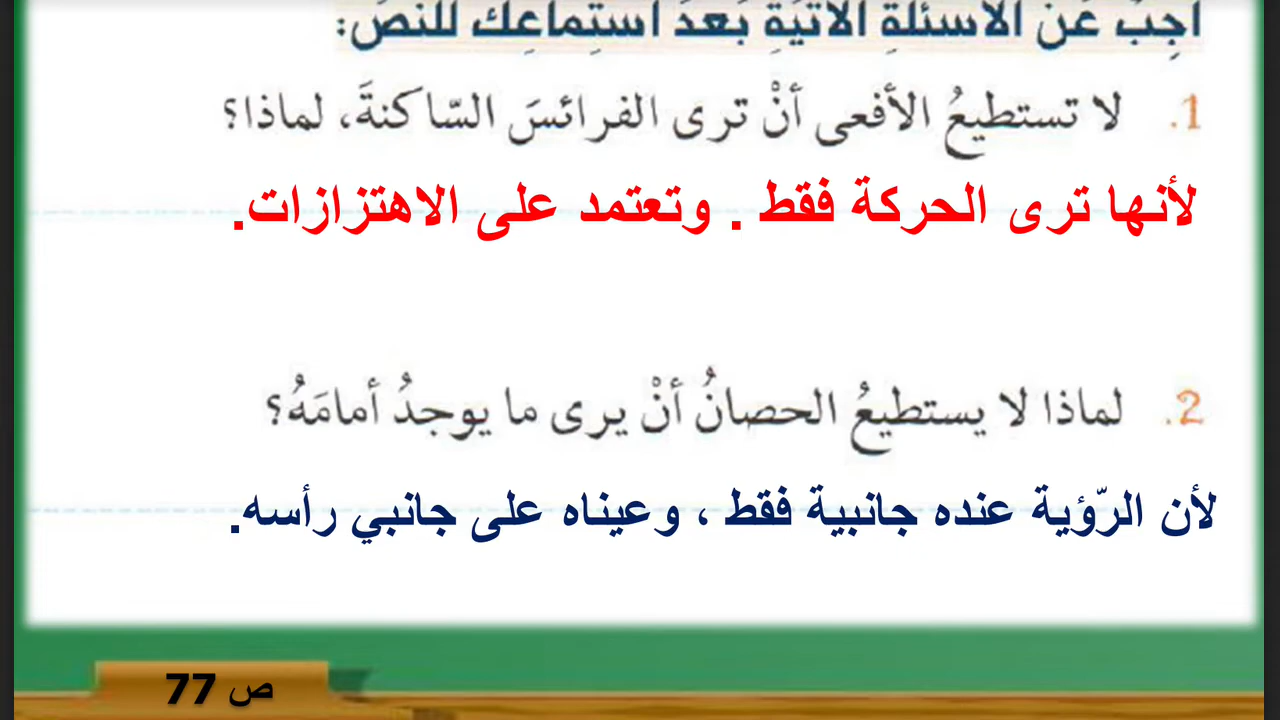 أجِبْ عَنِ الأسئلةِ الآتيَةِ بَعدَ استِماعِكَ للنصّ:
1. لا تستطيعُ الأفعى أنْ ترى الفرائسَ السّاكنةَ، لماذا؟
لأنها ترى الحركة فقط . وتعتمد على الاهتزازات.
2. لماذا لا يستطيعُ الحصانُ أنْ يرى ما يوجدُ أمامَهُ؟
لأن الرّؤية عنده جانبية فقط ، وعيناه على جانبي رأسه.
ص 77